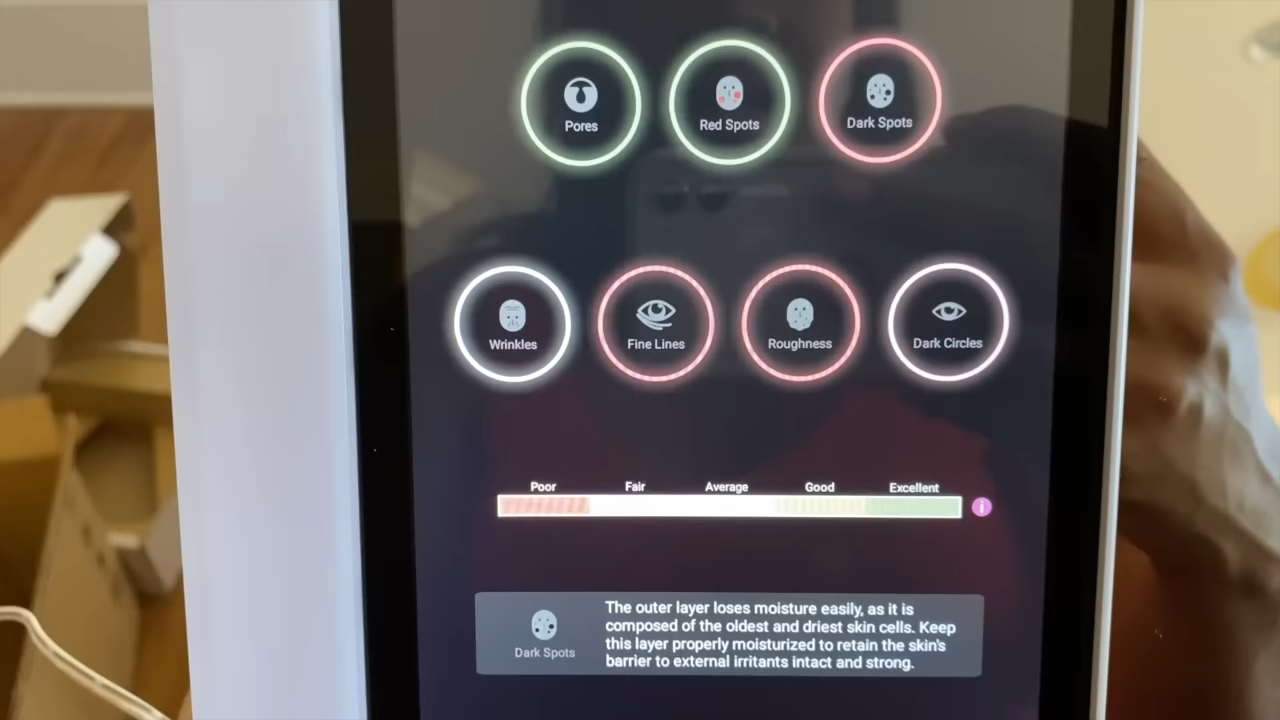 Pores
Red Spots
Dark Spots
Wrinkles
Fine Lines
Roughness
Dark Circles
Poor
Fair
Average
Good
Excellent
i
Dark Spots
The outer layer loses moisture easily, as it is
composed of the oldest and driest skin cells. Keep
this layer properly moisturized to retain the skin's
barrier to external irritants intact and strong.